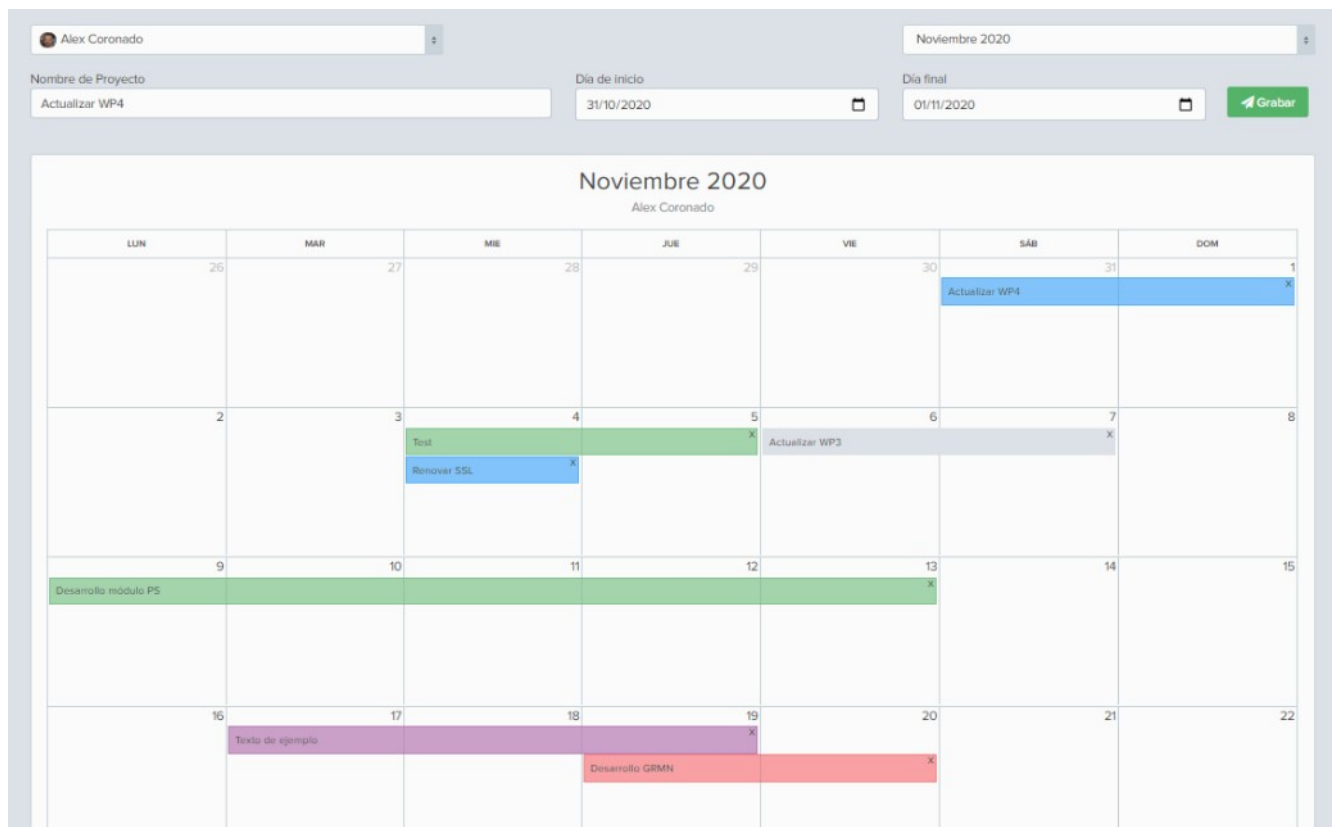 Alex Coronado
Noviembre 2020
Nombre de Proyecto
Día de inicio
Día final
Actualizar WP4
31/10/2020
01/11/2020
Grabar
Noviembre 2020
Alex Coronado
LUN MAR MIE JUE VIE SÁB DOM
26 27 28 29 30 31 1
Actualizar WP4 X
2 3 4 5 6 7 8
Test X Actualizar WP3 X
Renovar SSL X
9 10 11 12 13 14 15
Desarrollo módulo PS X
16 17 18 19 20 21 22
Texto de ejemplo X
Desarrollo GRMN X